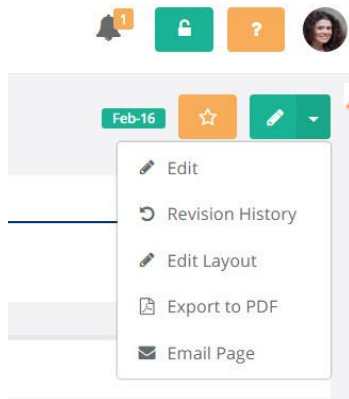 1
?
Feb-16
Edit
Revision History
Edit Layout
Export to PDF
Email Page